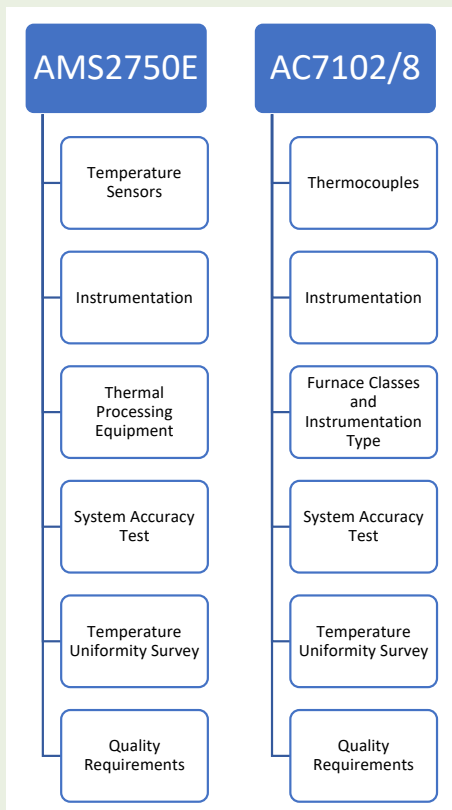 AMS2750E
Temperature
Sensors
Instrumentation
Thermal
Processing
Equipment
System Accuracy
Test
Temperature
Uniformity Survey
Quality
Requirements
AC7102/8
Thermocouples
Instrumentation
Furnace Classes
and
Instrumentation
Type
System Accuracy
Test
Temperature
Uniformity Survey
Quality
Requirements